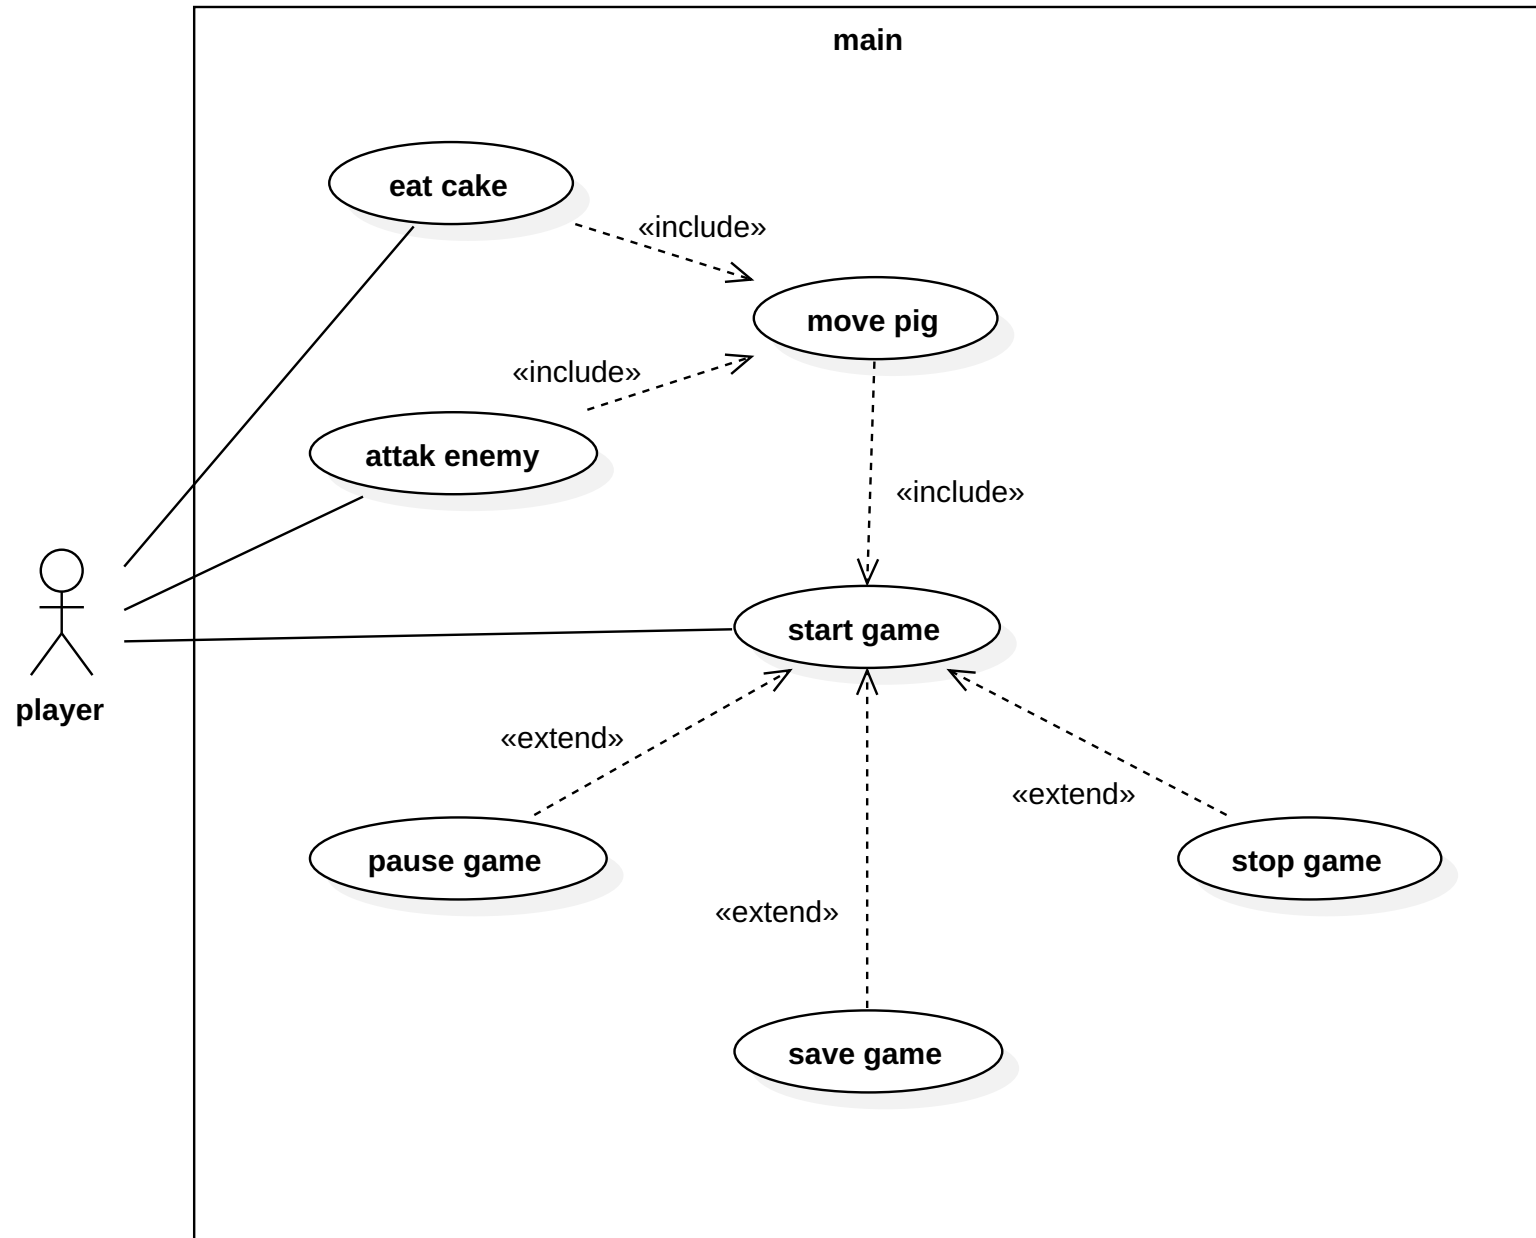 main
eat cake
«include»
move pig
«include»
attak enemy
«include»
start game
player
«extend»
«extend»
pause game
stop game
«extend»
save game